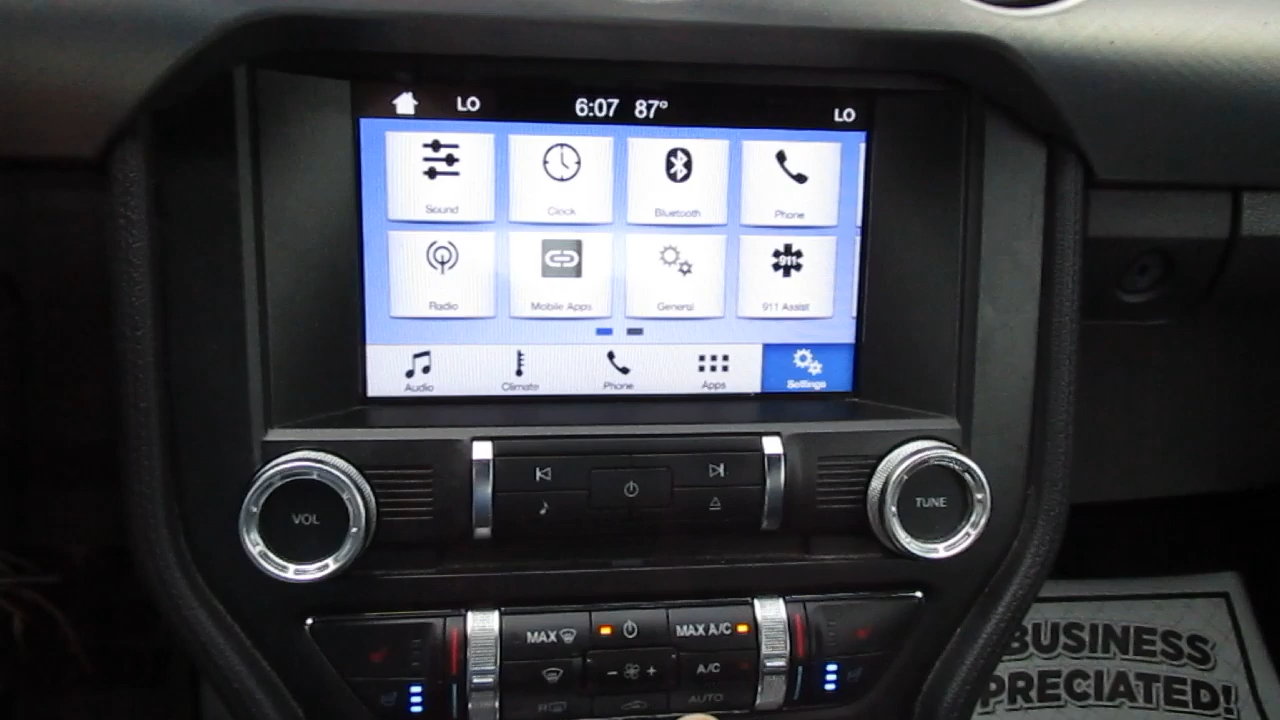 LO 6:07 87° LO
Sound Clock Bluetooth Phone
911
Radio Mobile Apps General 911 Assist
Audio Climate Phone Apps Settings
VOL TUNE
MAX MAX A/C
- + A/C
R AUTO
BUSINESS
PRECIATED!